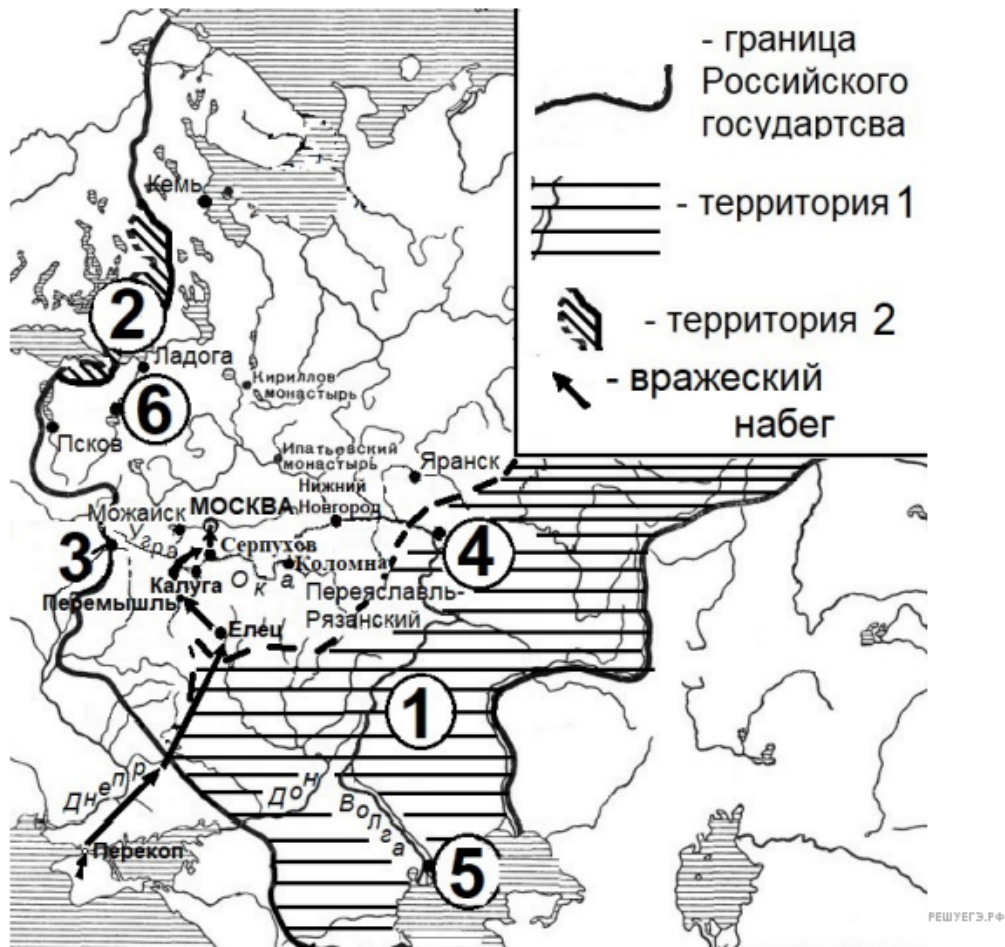 - граница
Российского
государтсва
- территория 1
- территория 2
- вражеский
набег
Кемь
2
Ладога
Кириллов
монастырь
6
Псков
Ипатьевский
монастырь
Яранск
Нижний
Новгород
МОСКВА
Можайск
Угра
4
3
Серпухов
Коломна
Калуга
Ока
Перемышль
Переяславль-
Рязанский
Елец
1
Днепр
Дон
Волга
Перекоп
5
РЕШУЕГЭ.РФ